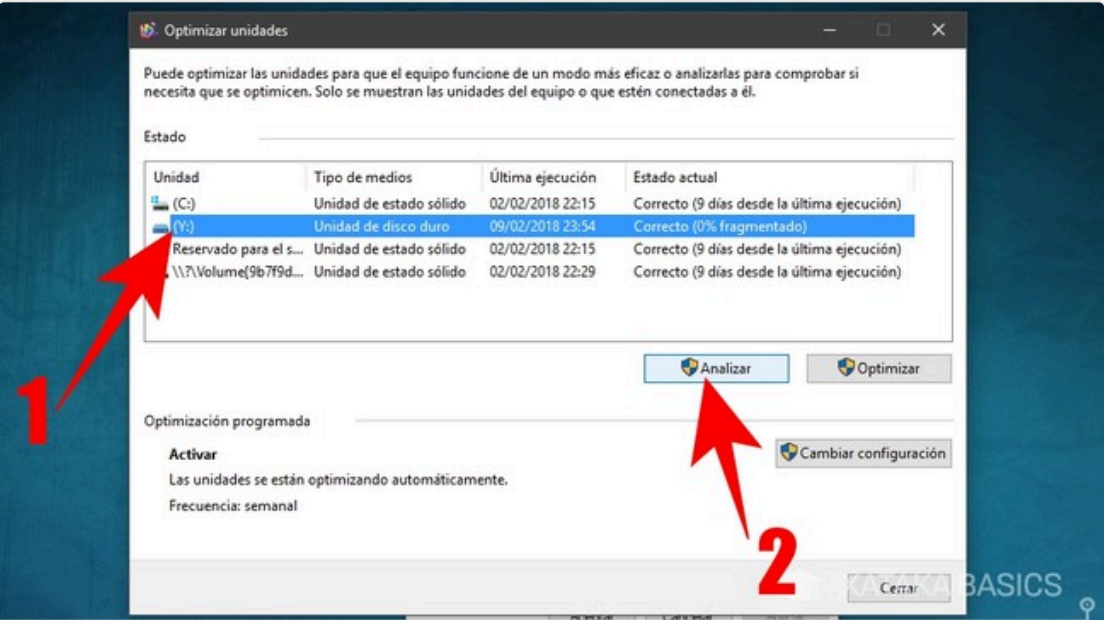 Optimizar unidades
Puede optimizar las unidades para que el equipo funcione de un modo más eficaz o analizarlas para comprobar si
necesita que se optimicen. Solo se muestran las unidades del equipo o que estén conectadas a él.
Estado
Unidad Tipo de medios Última ejecución Estado actual
(C:) Unidad de estado sólido 02/02/2018 22:15 Correcto (9 días desde la última ejecución)
(Y:) Unidad de disco duro 09/02/2018 23:54 Correcto (0% fragmentado)
Reservado para el s... Unidad de estado sólido 02/02/2018 22:15 Correcto (9 días desde la última ejecución)
\\?\Volume{9b7f9d... Unidad de estado sólido 02/02/2018 22:29 Correcto (9 días desde la última ejecución)
Analizar Optimizar
1
Optimización programada
Activar
Cambiar configuración
Las unidades se están optimizando automáticamente.
Frecuencia: semanal
2
Cerrar
XATAKA BASICS